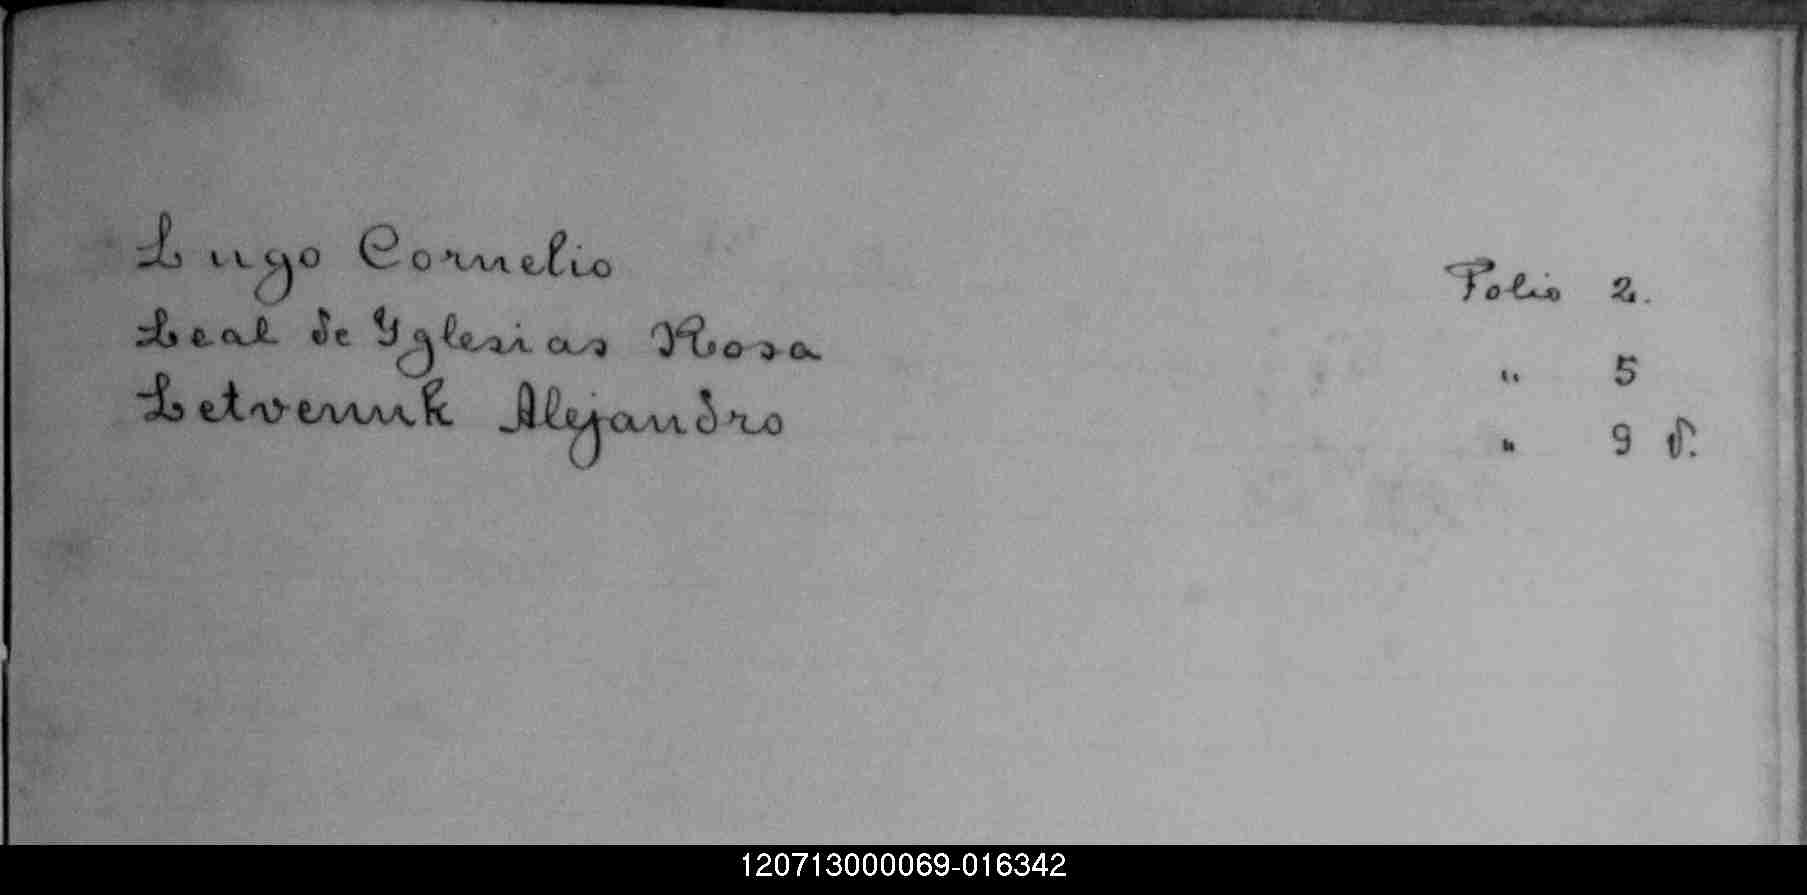 Lugo Cornelio Folio 2.
Leal de Yglesias Rosa " 5
Letvenuk Alejandro " 9 v.
120713000069-016342